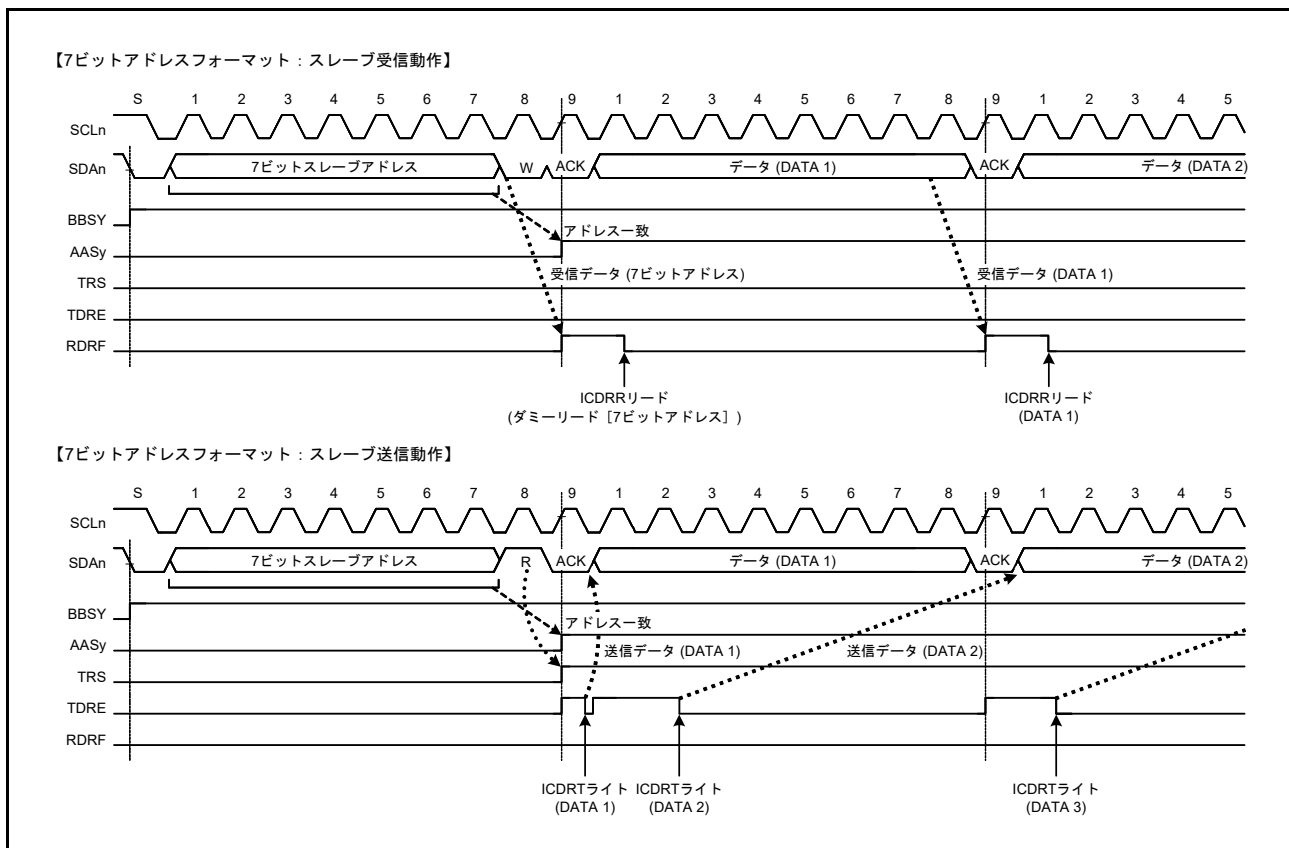 【7ビットアドレスフォーマット：スレーブ受信動作】
S 1 2 3 4 5 6 7 8 9 1 2 3 4 5 6 7 8 9 1 2 3 4 5
SCLn
SDAn 7ビットスレーブアドレス W ACK データ (DATA 1) ACK データ (DATA 2)
BBSY
アドレス一致
AASy
受信データ (7ビットアドレス) 受信データ (DATA 1)
TRS
TDRE
RDRF
ICDRRリード ICDRRリード
(ダミーリード［7ビットアドレス］) (DATA 1)
【7ビットアドレスフォーマット：スレーブ送信動作】
S 1 2 3 4 5 6 7 8 9 1 2 3 4 5 6 7 8 9 1 2 3 4 5
SCLn
SDAn 7ビットスレーブアドレス R ACK データ (DATA 1) ACK データ (DATA 2)
BBSY
アドレス一致
AASy
送信データ (DATA 1) 送信データ (DATA 2)
TRS
TDRE
RDRF
ICDRTライト ICDRTライト ICDRTライト
(DATA 1) (DATA 2) (DATA 3)